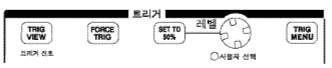 트리거
TRIG VIEW
FORCE TRIG
SET TO 50%
레벨
TRIG MENU
트리거 신호
사용자 선택